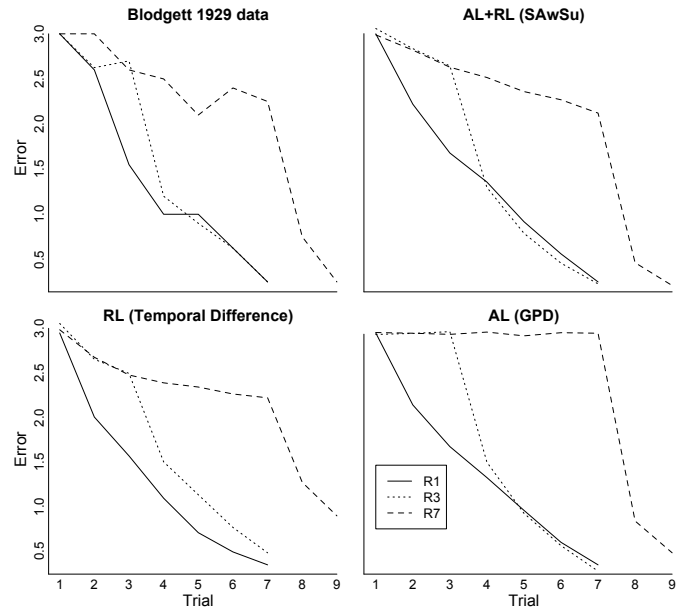 Blodgett 1929 data
AL+RL (SAwSu)
Error
3.0
2.5
2.0
1.5
1.0
0.5
RL (Temporal Difference)
AL (GPD)
Error
3.0
2.5
2.0
1.5
1.0
0.5
R1
R3
R7
1 2 3 4 5 6 7 8 9
1 2 3 4 5 6 7 8 9
Trial
Trial